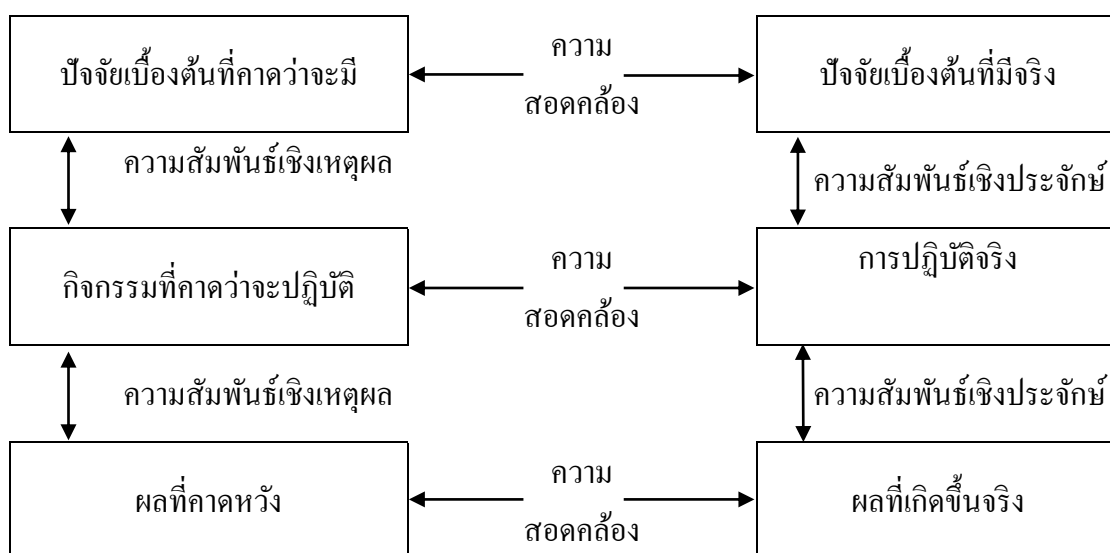 ความ
ปัจจัยเบื้องต้นที่คาดว่าจะมี
ปัจจัยเบื้องต้นที่มีจริง
สอดคล้อง
ความสัมพันธ์เชิงเหตุผล
ความสัมพันธ์เชิงประจักษ์
ความ
กิจกรรมที่คาดว่าจะปฏิบัติ
การปฏิบัติจริง
สอดคล้อง
ความสัมพันธ์เชิงเหตุผล
ความสัมพันธ์เชิงประจักษ์
ความ
ผลที่คาดหวัง
ผลที่เกิดขึ้นจริง
สอดคล้อง